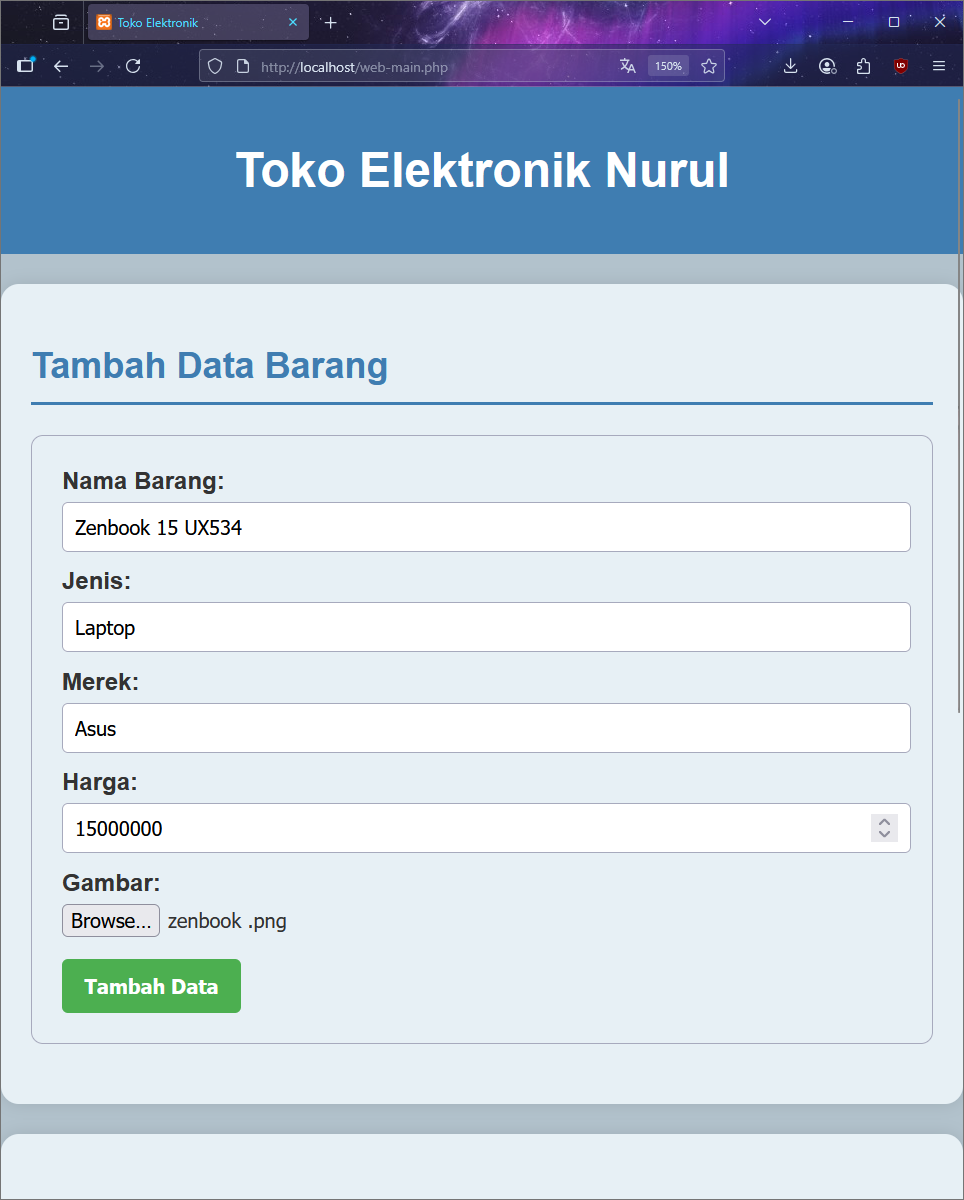 Toko Elektronik
http://localhost/web-main.php
150%
Toko Elektronik Nurul
Tambah Data Barang
Nama Barang:
Zenbook 15 UX534
Jenis:
Laptop
Merek:
Asus
Harga:
15000000
Gambar:
Browse... zenbook .png
Tambah Data